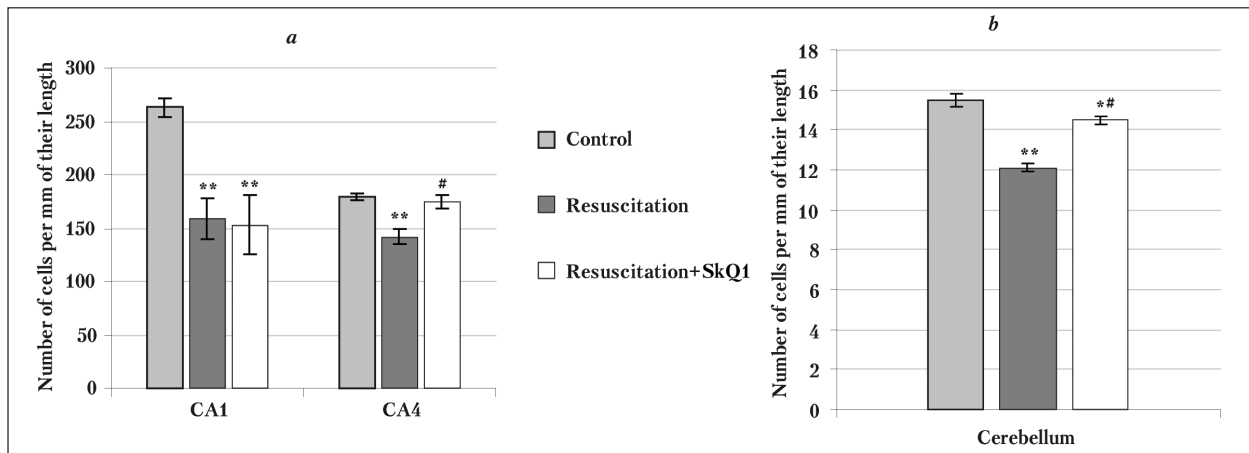 a
Number of cells per mm of their length
300
250
200
150
100
50
0
** **
**
#
CA1 CA4
Control
Resuscitation
Resuscitation+SkQ1
b
Number of cells per mm of their length
18
16
14
12
10
8
6
4
2
0
**
*#
Cerebellum